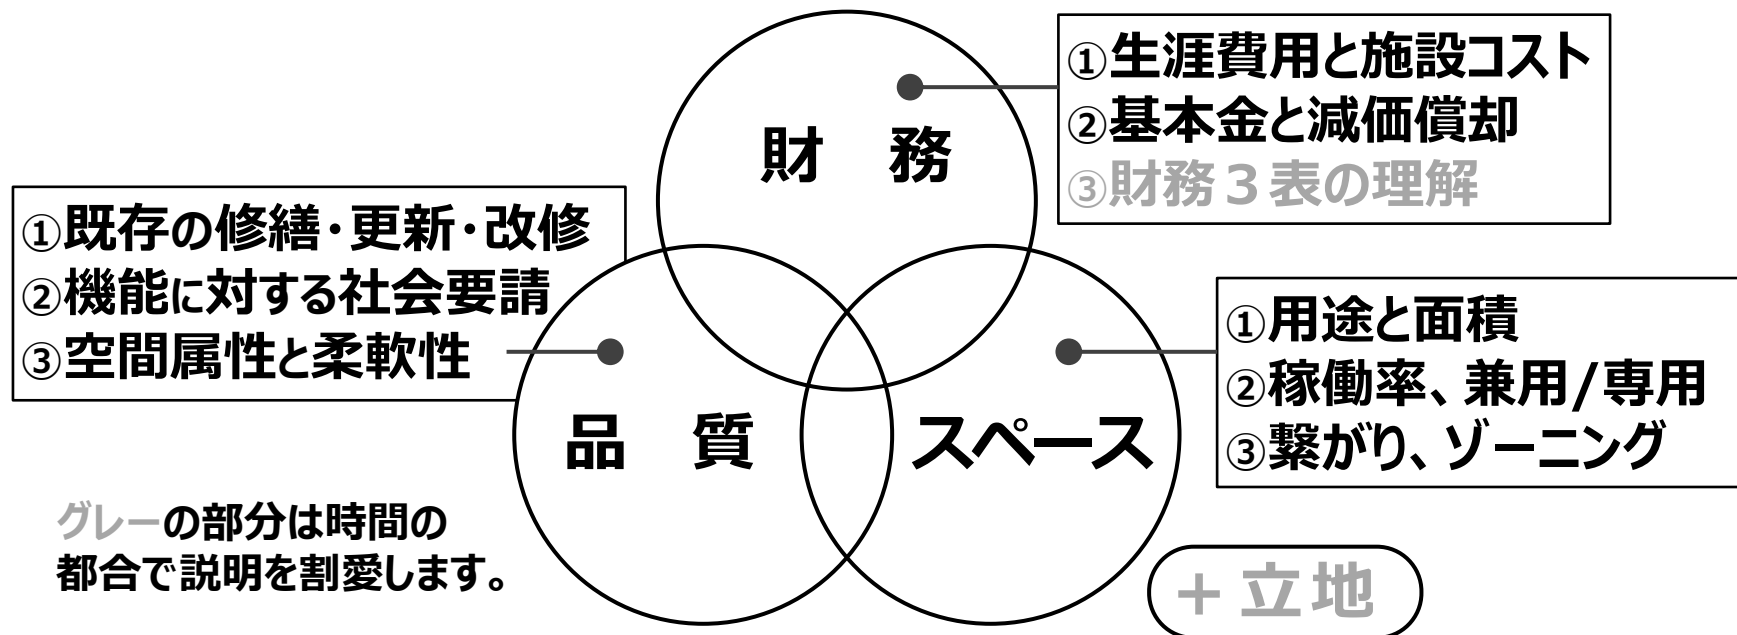 財　務
①生涯費用と施設コスト
②基本金と減価償却
③財務３表の理解
①既存の修繕・更新・改修
②機能に対する社会要請
③空間属性と柔軟性
品　質
スペース
①用途と面積
②稼働率、兼用/専用
③繋がり、ゾーニング
グレーの部分は時間の
都合で説明を割愛します。
＋立地